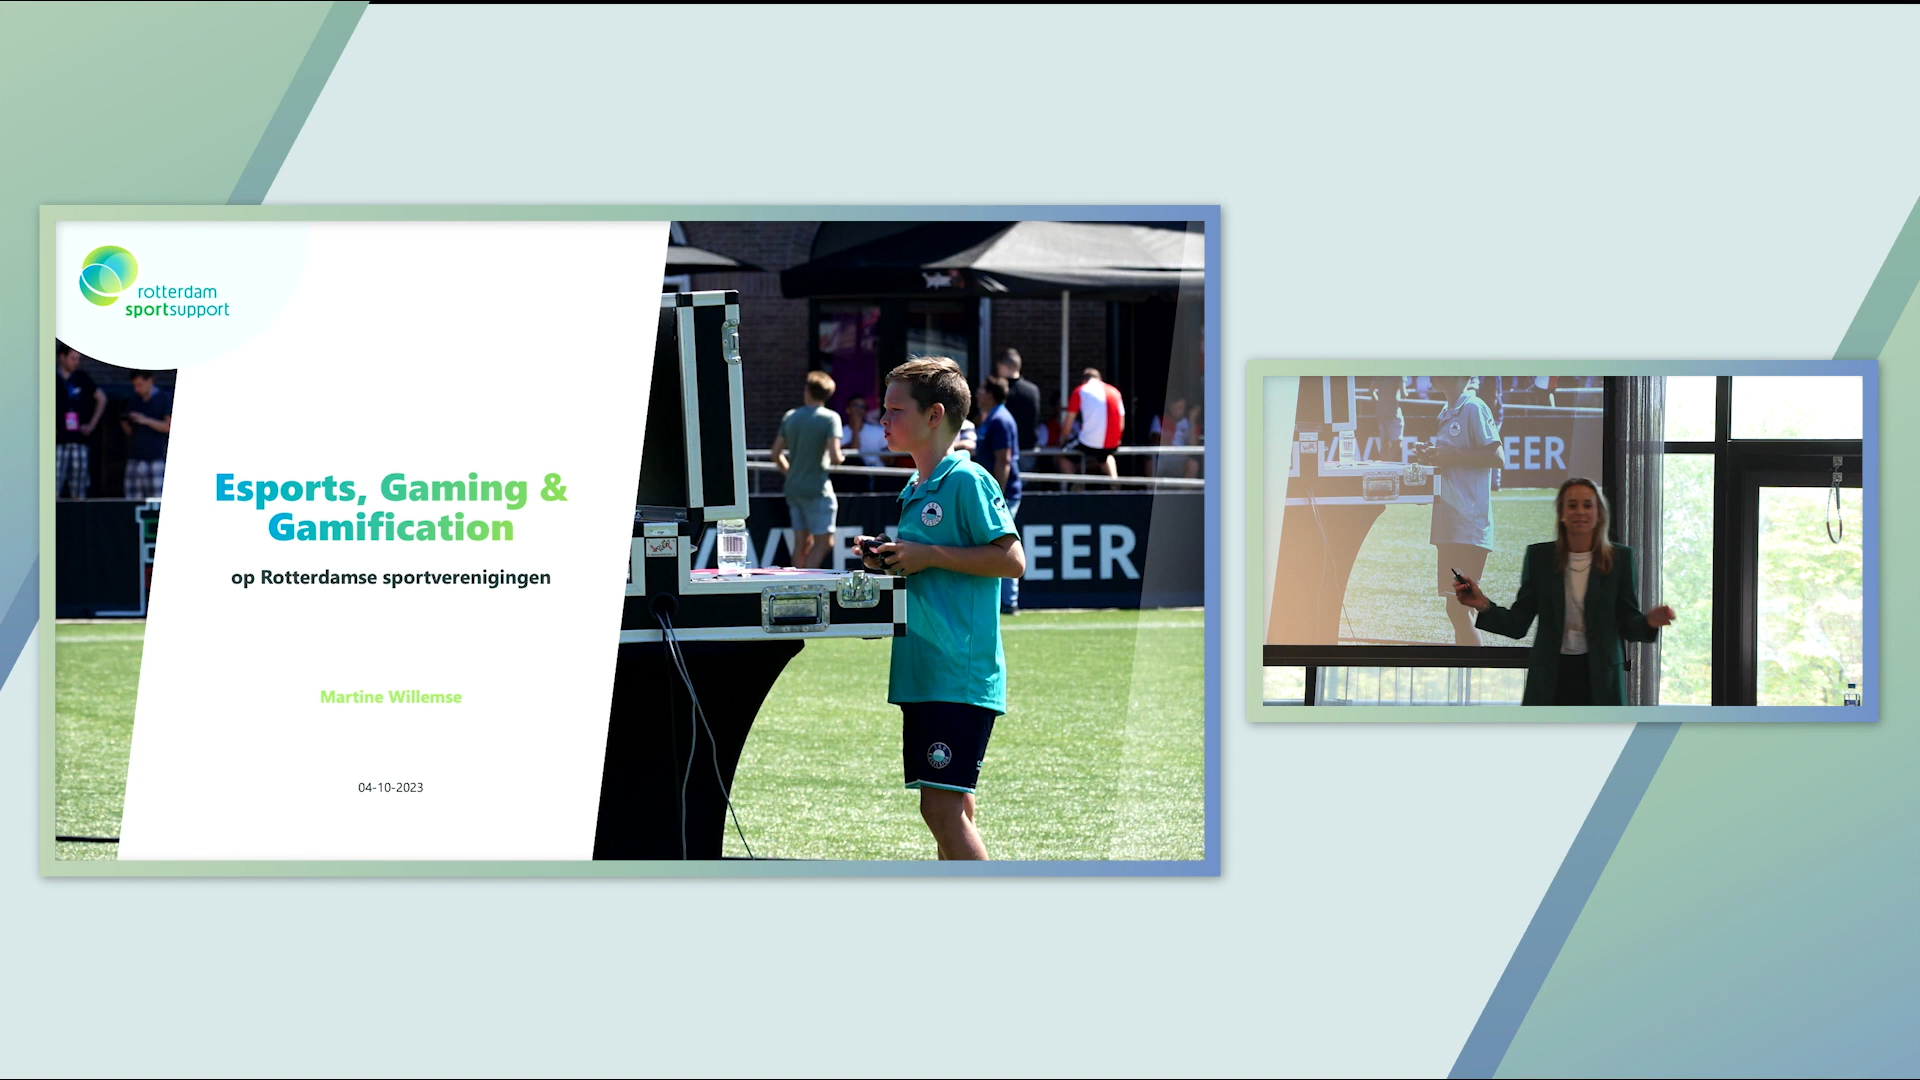 rotterdam
sportsupport
Esports, Gaming &
Gamification
op Rotterdamse sportverenigingen
Martine Willemse
04-10-2023
EER
EER